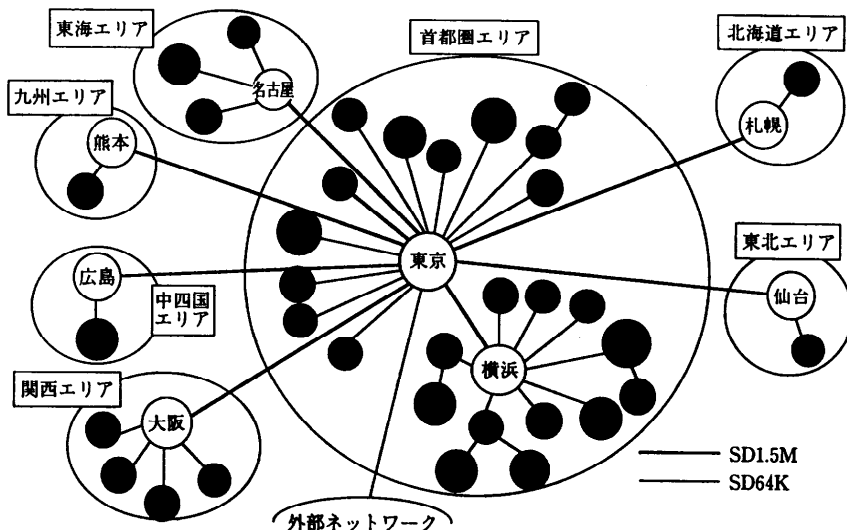 東海エリア
首都圏エリア
北海道エリア
九州エリア
名古屋
熊本
札幌
東京
東北エリア
広島
中四国
エリア
仙台
横浜
関西エリア
大阪
SD1.5M
SD64K
外部ネットワーク